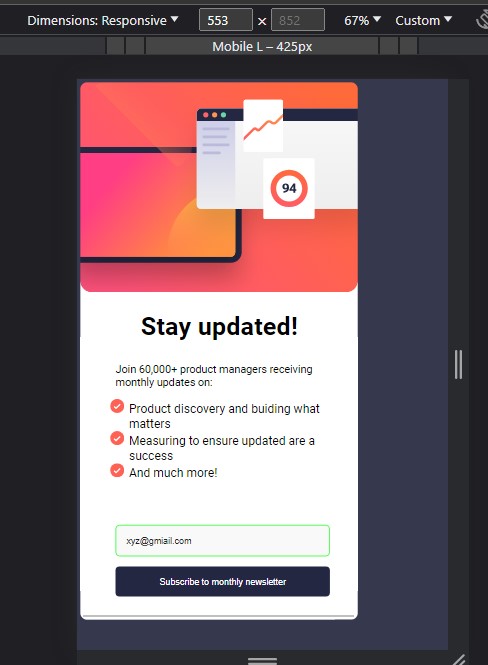 Dimensions: Responsive 553 × 852 67% Custom
Mobile L – 425px
94
Stay updated!
Join 60,000+ product managers receiving
monthly updates on:
Product discovery and buiding what
matters
Measuring to ensure updated are a
success
And much more!
xyz@gmiail.com
Subscribe to monthly newsletter